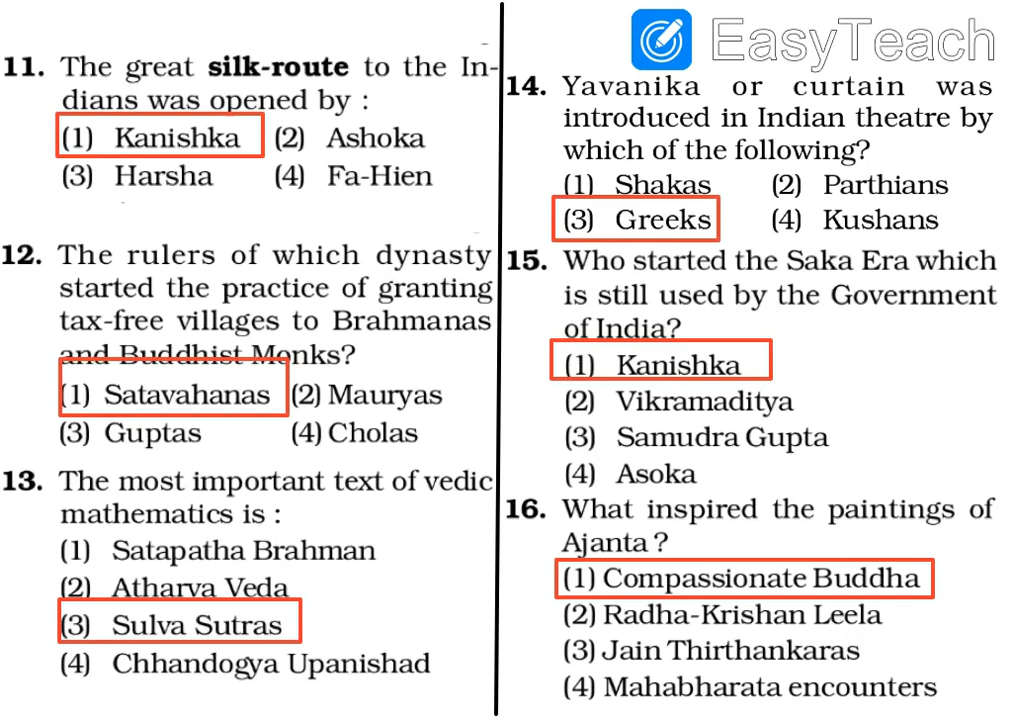 11. The great silk-route to the In-
dians was opened by :
(1) Kanishka (2) Ashoka
(3) Harsha (4) Fa-Hien
12. The rulers of which dynasty
started the practice of granting
tax-free villages to Brahmanas
and Buddhist Monks?
(1) Satavahanas (2) Mauryas
(3) Guptas (4) Cholas
13. The most important text of vedic
mathematics is :
(1) Satapatha Brahman
(2) Atharva Veda
(3) Sulva Sutras
(4) Chhandogya Upanishad
EasyTeach
14. Yavanika or curtain was
introduced in Indian theatre by
which of the following?
(1) Shakas (2) Parthians
(3) Greeks (4) Kushans
15. Who started the Saka Era which
is still used by the Government
of India?
(1) Kanishka
(2) Vikramaditya
(3) Samudra Gupta
(4) Asoka
16. What inspired the paintings of
Ajanta ?
(1) Compassionate Buddha
(2) Radha-Krishan Leela
(3) Jain Thirthankaras
(4) Mahabharata encounters